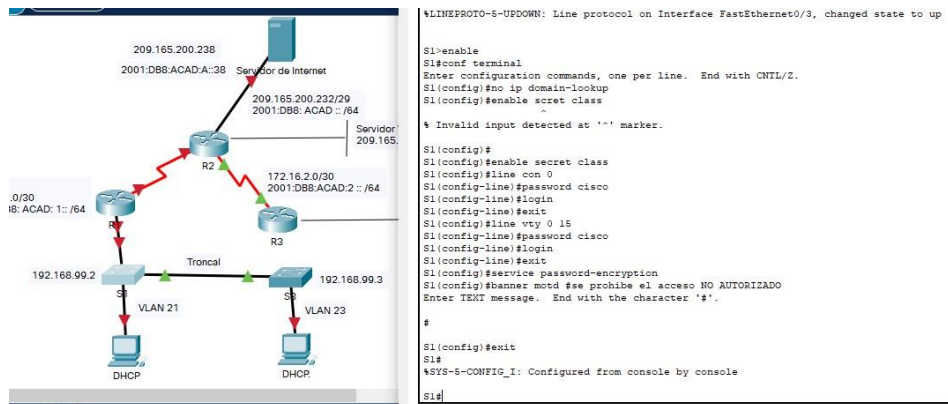 209.165.200.238
2001:DB8:ACAD:A::38
Servidor de Internet
209.165.200.232/29
2001:DB8: ACAD :: /64
Servidor
209.165.
R2
172.16.2.0/30
2001:DB8:ACAD:2 :: /64
.0/30
8: ACAD: 1:: /64
R3
Troncal
192.168.99.2
192.168.99.3
S1
S3
VLAN 21
VLAN 23
DHCP
DHCP.
%LINEPROTO-5-UPDOWN: Line protocol on Interface FastEthernet0/3, changed state to up
S1>enable
S1#conf terminal
Enter configuration commands, one per line. End with CNTL/Z.
S1(config)#no ip domain-lookup
S1(config)#enable scret class
^
% Invalid input detected at '^' marker.
S1(config)#
S1(config)#enable secret class
S1(config)#line con 0
S1(config-line)#password cisco
S1(config-line)#login
S1(config-line)#exit
S1(config)#line vty 0 15
S1(config-line)#password cisco
S1(config-line)#login
S1(config-line)#exit
S1(config)#service password-encryption
S1(config)#banner motd #se prohibe el acceso NO AUTORIZADO
Enter TEXT message. End with the character '#'.
#
S1(config)#exit
S1#
%SYS-5-CONFIG_I: Configured from console by console
S1#